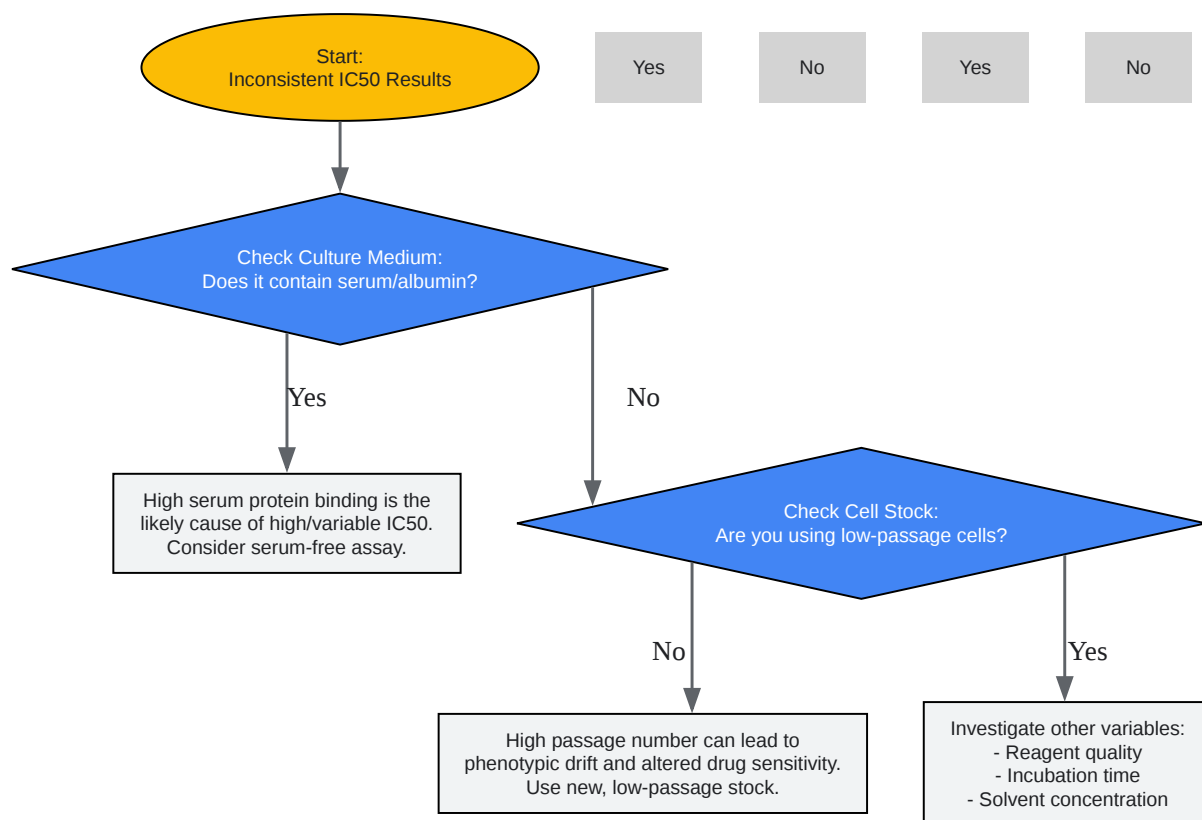 Start:
Inconsistent IC50 Results
Yes
No
Yes
No
Check Culture Medium:
Does it contain serum/albumin?
Yes
No
High serum protein binding is the
likely cause of high/variable IC50.
Consider serum-free assay.
Check Cell Stock:
Are you using low-passage cells?
No
Yes
High passage number can lead to
phenotypic drift and altered drug sensitivity.
Use new, low-passage stock.
Investigate other variables:
- Reagent quality
- Incubation time
- Solvent concentration